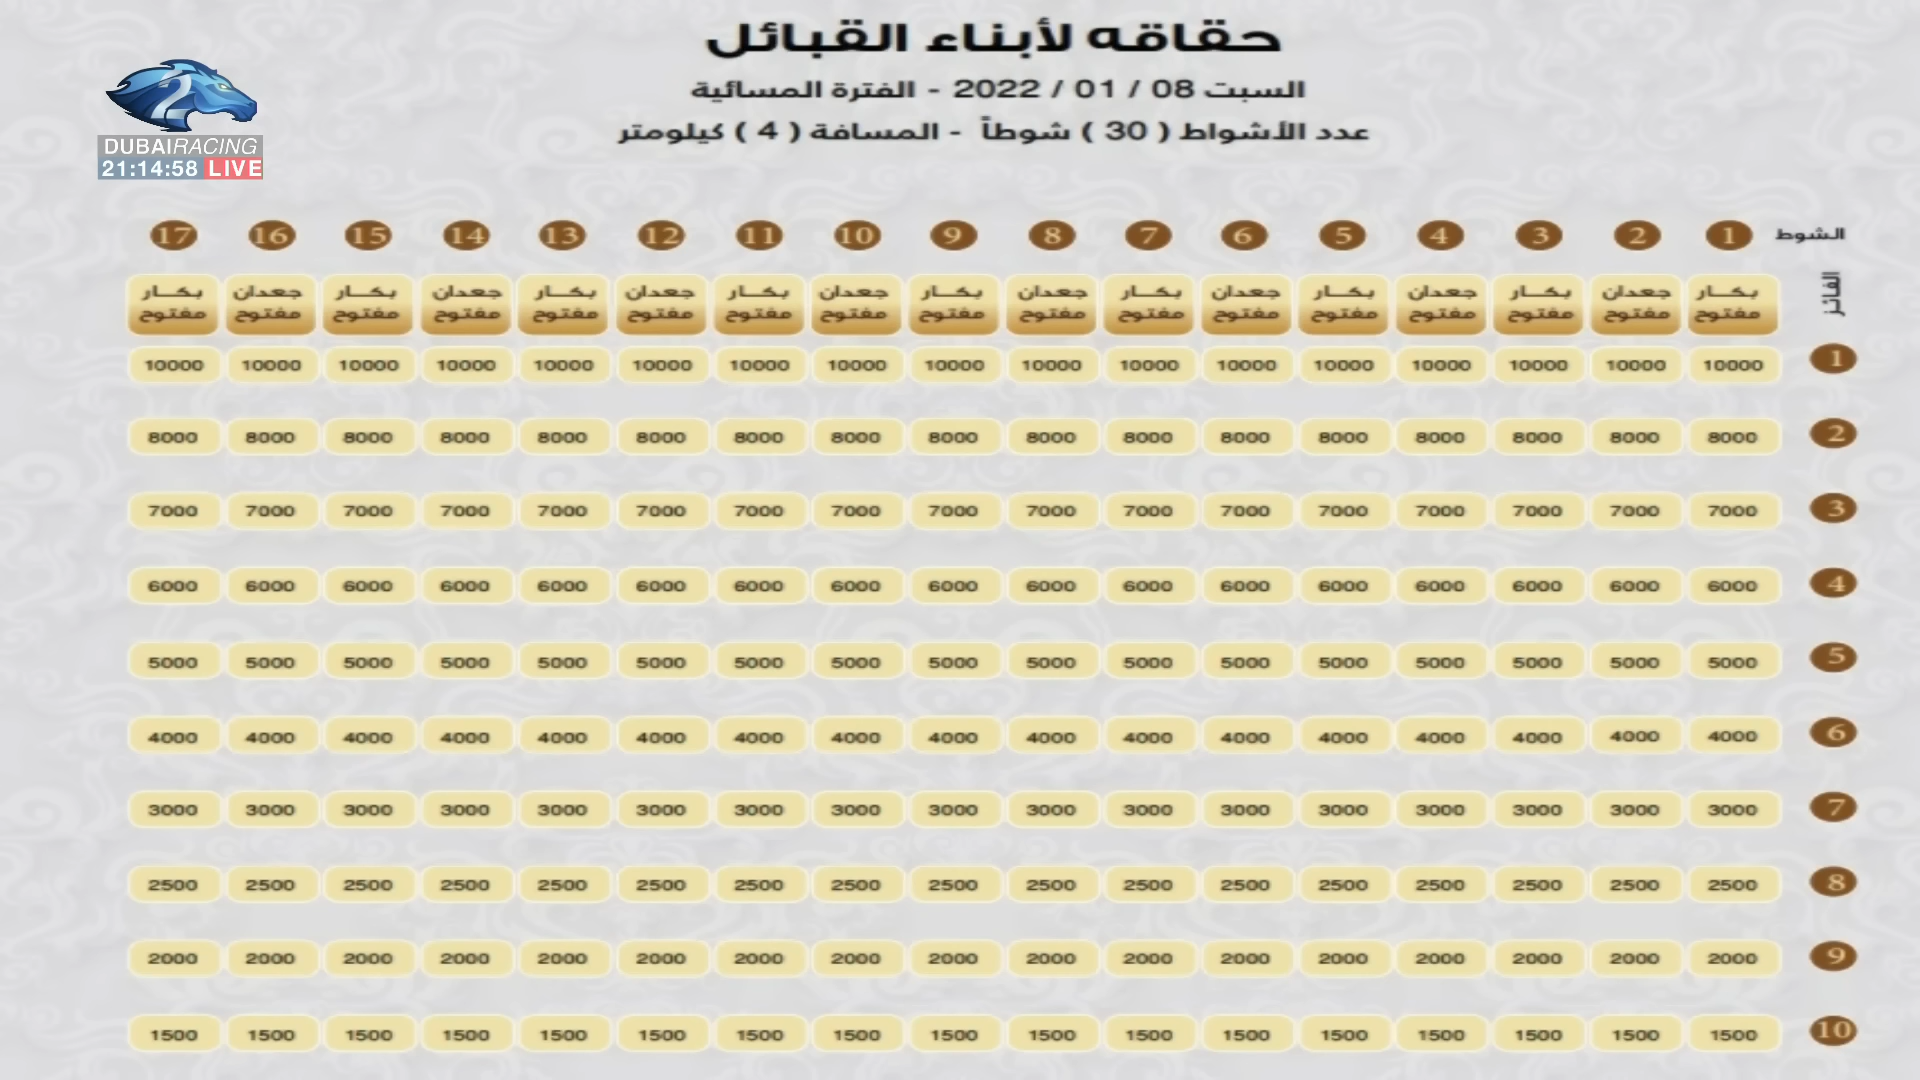 حقاقه لأبناء القبائل
السبت 08 / 01 / 2022 - الفترة المسائية
عدد الأشواط ( 30 ) شوطاً - المسافة ( 4 ) كيلومتر
2
DUBAIRACING
21:14:58 LIVE
الشوط 1 2 3 4 5 6 7 8 9 10 11 12 13 14 15 16 17
الفائز
بكـــار جعدان بكـــار جعدان بكـــار جعدان بكـــار جعدان بكـــار جعدان بكـــار جعدان بكـــار جعدان بكـــار جعدان بكـــار
مفتوح مفتوح مفتوح مفتوح مفتوح مفتوح مفتوح مفتوح مفتوح مفتوح مفتوح مفتوح مفتوح مفتوح مفتوح مفتوح مفتوح
1 10000 10000 10000 10000 10000 10000 10000 10000 10000 10000 10000 10000 10000 10000 10000 10000 10000
2 8000 8000 8000 8000 8000 8000 8000 8000 8000 8000 8000 8000 8000 8000 8000 8000 8000
3 7000 7000 7000 7000 7000 7000 7000 7000 7000 7000 7000 7000 7000 7000 7000 7000 7000
4 6000 6000 6000 6000 6000 6000 6000 6000 6000 6000 6000 6000 6000 6000 6000 6000 6000
5 5000 5000 5000 5000 5000 5000 5000 5000 5000 5000 5000 5000 5000 5000 5000 5000 5000
6 4000 4000 4000 4000 4000 4000 4000 4000 4000 4000 4000 4000 4000 4000 4000 4000 4000
7 3000 3000 3000 3000 3000 3000 3000 3000 3000 3000 3000 3000 3000 3000 3000 3000 3000
8 2500 2500 2500 2500 2500 2500 2500 2500 2500 2500 2500 2500 2500 2500 2500 2500 2500
9 2000 2000 2000 2000 2000 2000 2000 2000 2000 2000 2000 2000 2000 2000 2000 2000 2000
10 1500 1500 1500 1500 1500 1500 1500 1500 1500 1500 1500 1500 1500 1500 1500 1500 1500